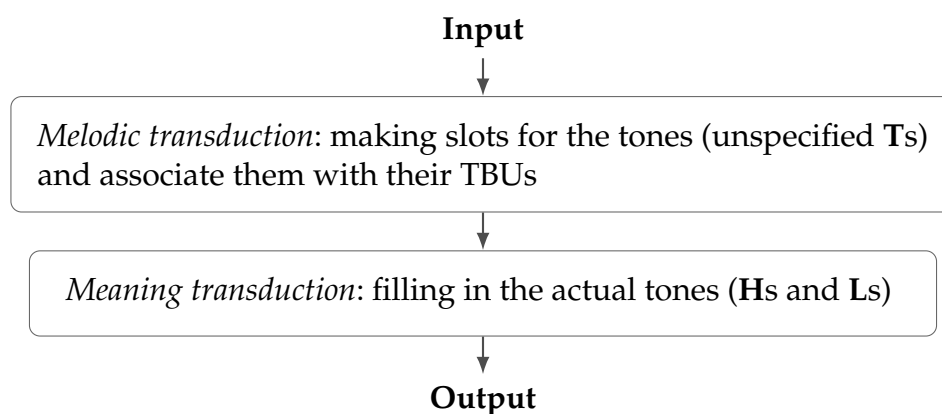 Input
Melodic transduction: making slots for the tones (unspecified Ts)
and associate them with their TBUs
Meaning transduction: filling in the actual tones (Hs and Ls)
Output